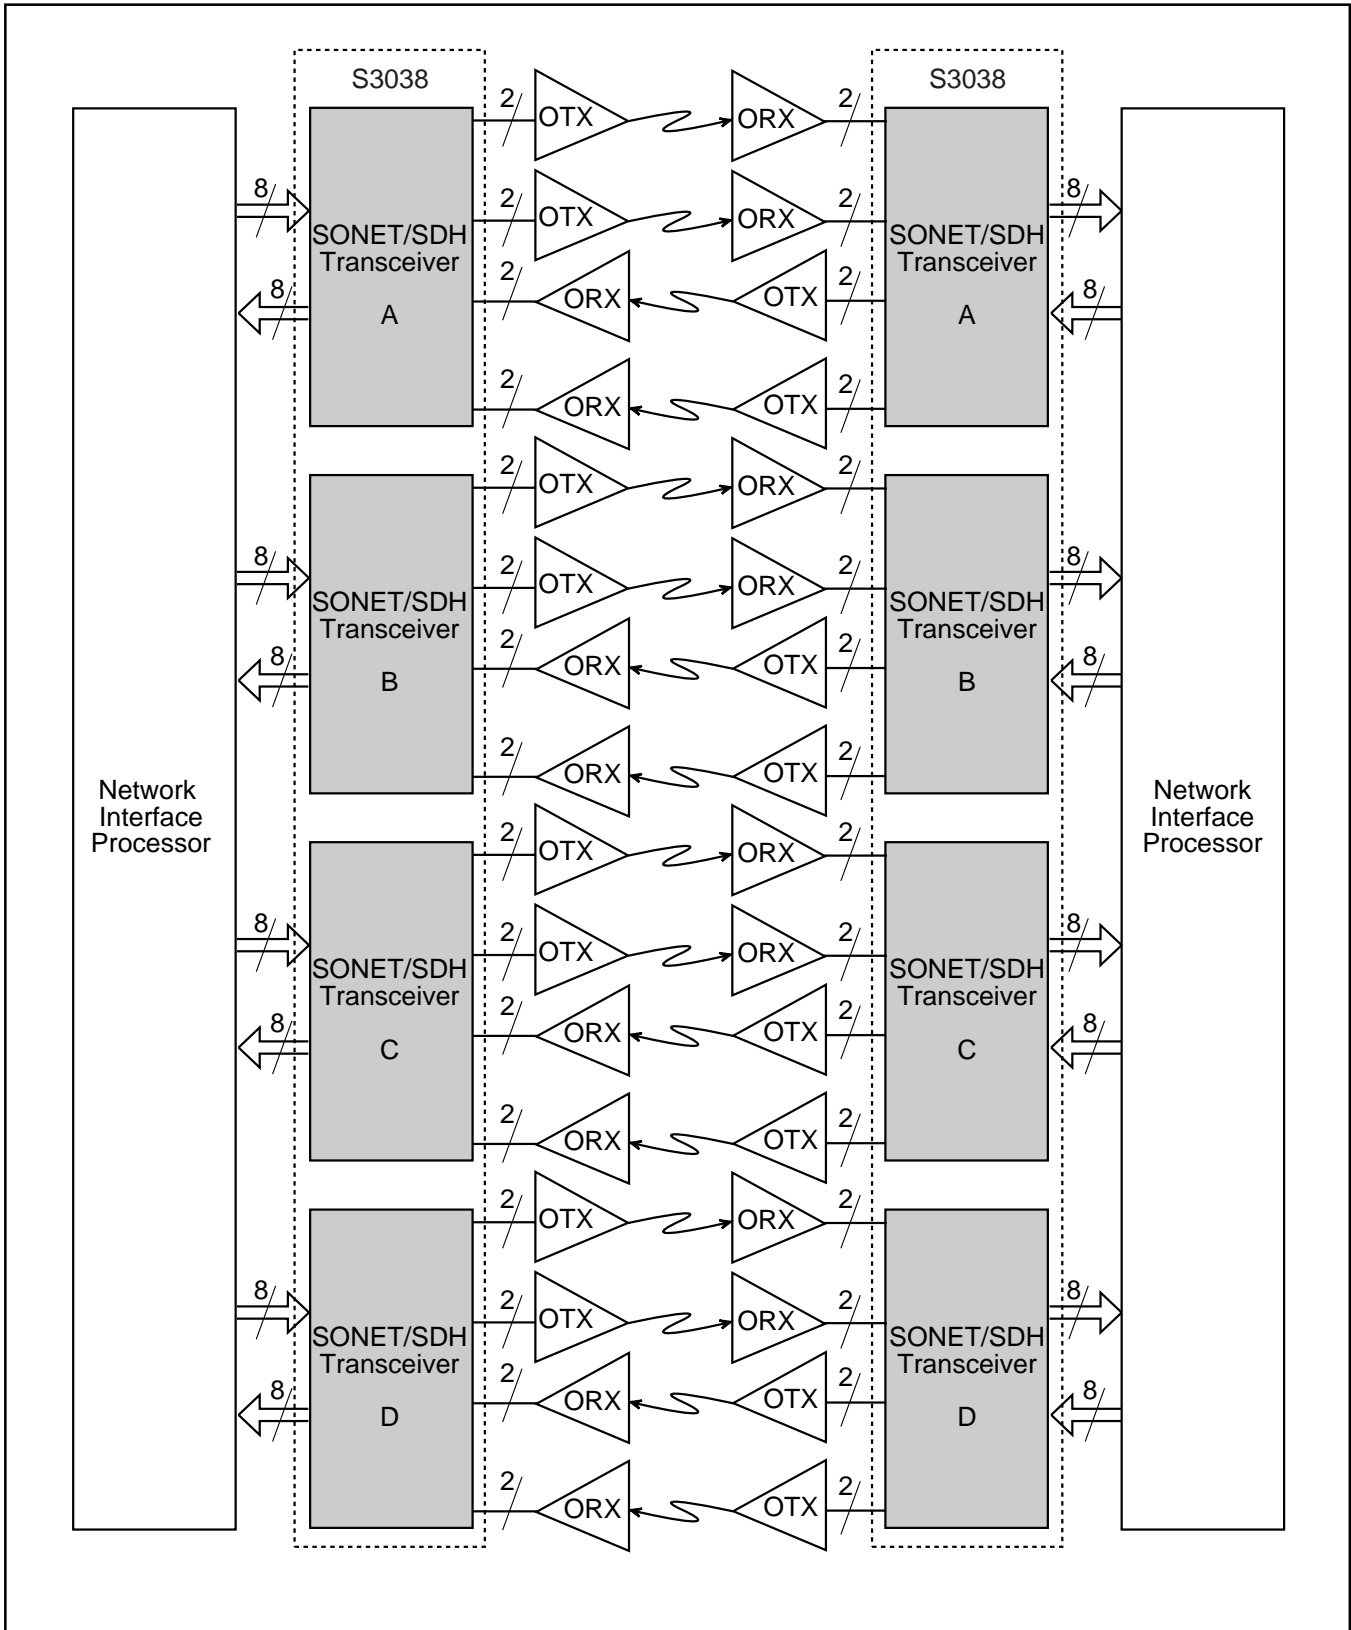 S3038
S3038
2
OTX
ORX
2
8
2
OTX
ORX
2
8
SONET/SDH
Transceiver
A
SONET/SDH
Transceiver
A
8
2
ORX
OTX
2
8
2
ORX
OTX
2
2
OTX
ORX
2
8
2
OTX
ORX
2
8
SONET/SDH
Transceiver
B
SONET/SDH
Transceiver
B
8
2
ORX
OTX
2
8
2
ORX
OTX
2
Network
Interface
Processor
Network
Interface
Processor
2
OTX
ORX
2
8
2
OTX
ORX
2
8
SONET/SDH
Transceiver
C
SONET/SDH
Transceiver
C
8
2
ORX
OTX
2
8
2
ORX
OTX
2
2
OTX
ORX
2
8
2
OTX
ORX
2
8
SONET/SDH
Transceiver
D
SONET/SDH
Transceiver
D
8
2
ORX
OTX
2
8
2
ORX
OTX
2